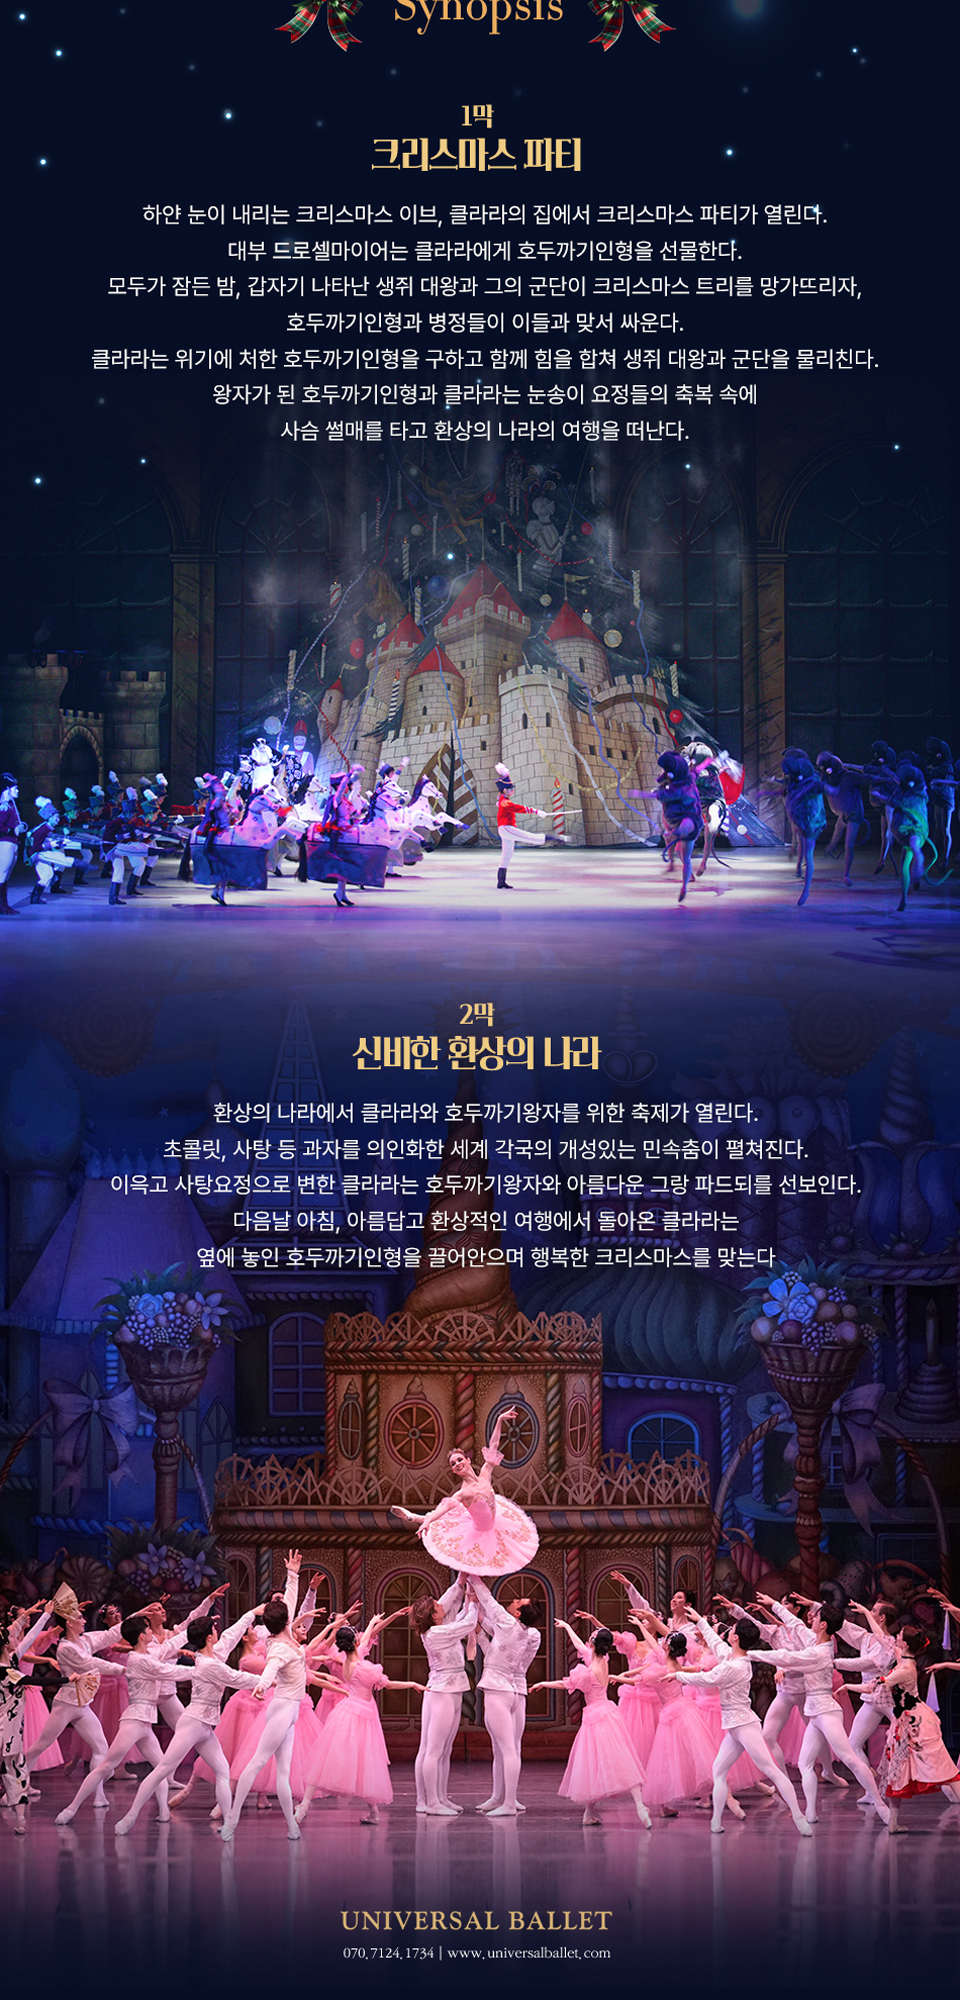 Synopsis
1막
크리스마스 파티
하얀 눈이 내리는 크리스마스 이브, 클라라의 집에서 크리스마스 파티가 열린다.
대부 드로셀마이어는 클라라에게 호두까기인형을 선물한다.
모두가 잠든 밤, 갑자기 나타난 생쥐 대왕과 그의 군단이 크리스마스 트리를 망가뜨리자,
호두까기인형과 병정들이 이들과 맞서 싸운다.
클라라는 위기에 처한 호두까기인형을 구하고 함께 힘을 합쳐 생쥐 대왕과 군단을 물리친다.
왕자가 된 호두까기인형과 클라라는 눈송이 요정들의 축복 속에
사슴 썰매를 타고 환상의 나라의 여행을 떠난다.
2막
신비한 환상의 나라
환상의 나라에서 클라라와 호두까기왕자를 위한 축제가 열린다.
초콜릿, 사탕 등 과자를 의인화한 세계 각국의 개성있는 민속춤이 펼쳐진다.
이윽고 사탕요정으로 변한 클라라는 호두까기왕자와 아름다운 그랑 파드되를 선보인다.
다음날 아침, 아름답고 환상적인 여행에서 돌아온 클라라는
옆에 놓인 호두까기인형을 끌어안으며 행복한 크리스마스를 맞는다
UNIVERSAL BALLET
070.7124.1734 | www.universalballet.com